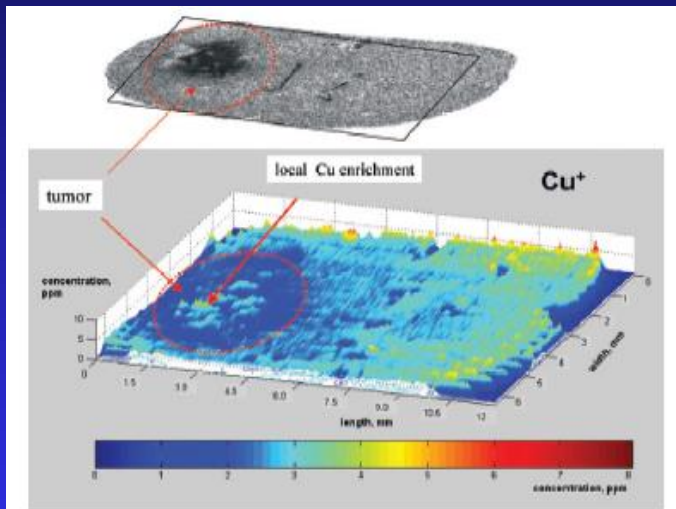 local Cu enrichment
Cu⁺
tumor
concentration,
ppm
10
5
0
0
1.5
3.0
4.5
6.0
7.5
9.0
10.5
12
length, mm
0
1
2
3
4
5
6
width, mm
0 1 2 3 4 5 6 7 8
concentration, ppm